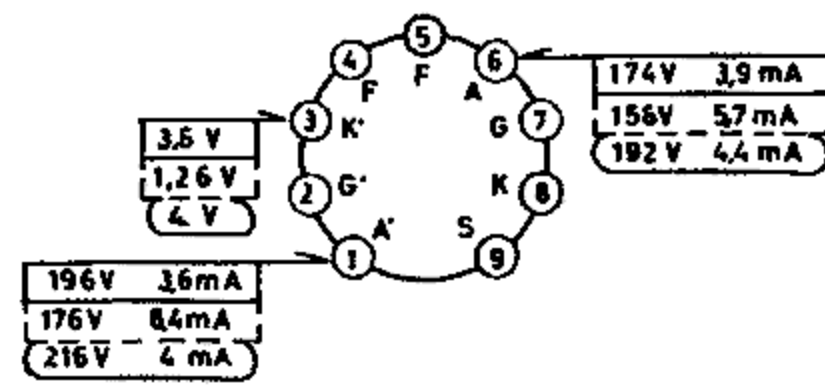 5
4
6
F
F
A
174V 3,9 mA
156V 5,7 mA
192 V 4,4 mA
3
K'
G
7
3,6 V
1,26 V
4 V
2
G'
K
8
A'
S
1
9
196V 3,6mA
176V 6,4mA
216V 4 mA